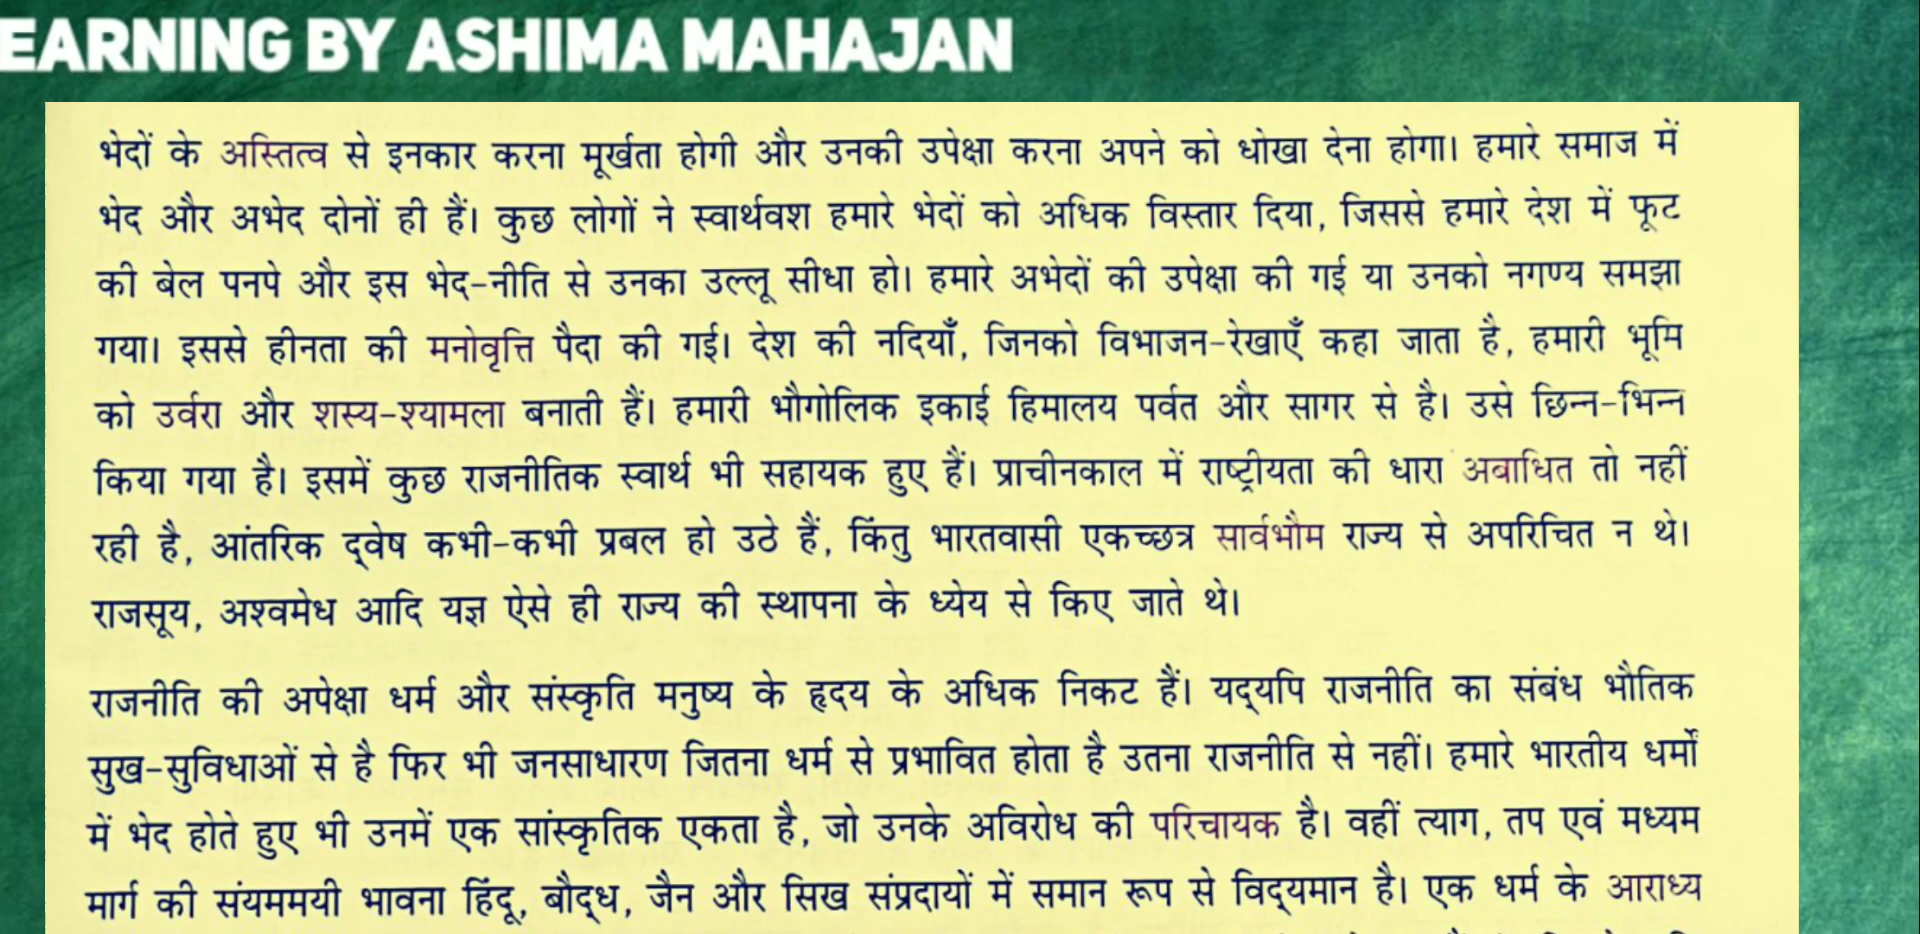 EARNING BY ASHIMA MAHAJAN
भेदों के अस्तित्व से इनकार करना मूर्खता होगी और उनकी उपेक्षा करना अपने को धोखा देना होगा। हमारे समाज में
भेद और अभेद दोनों ही हैं। कुछ लोगों ने स्वार्थवश हमारे भेदों को अधिक विस्तार दिया, जिससे हमारे देश में फूट
की बेल पनपे और इस भेद-नीति से उनका उल्लू सीधा हो। हमारे अभेदों की उपेक्षा की गई या उनको नगण्य समझा
गया। इससे हीनता की मनोवृत्ति पैदा की गई। देश की नदियाँ, जिनको विभाजन-रेखाएँ कहा जाता है, हमारी भूमि
को उर्वरा और शस्य-श्यामला बनाती हैं। हमारी भौगोलिक इकाई हिमालय पर्वत और सागर से है। उसे छिन्न-भिन्न
किया गया है। इसमें कुछ राजनीतिक स्वार्थ भी सहायक हुए हैं। प्राचीनकाल में राष्ट्रीयता की धारा अबाधित तो नहीं
रही है, आंतरिक द्वेष कभी-कभी प्रबल हो उठे हैं, किंतु भारतवासी एकच्छत्र सार्वभौम राज्य से अपरिचित न थे।
राजसूय, अश्वमेध आदि यज्ञ ऐसे ही राज्य की स्थापना के ध्येय से किए जाते थे।
राजनीति की अपेक्षा धर्म और संस्कृति मनुष्य के हृदय के अधिक निकट हैं। यद्यपि राजनीति का संबंध भौतिक
सुख-सुविधाओं से है फिर भी जनसाधारण जितना धर्म से प्रभावित होता है उतना राजनीति से नहीं। हमारे भारतीय धर्मों
में भेद होते हुए भी उनमें एक सांस्कृतिक एकता है, जो उनके अविरोध की परिचायक है। वहीं त्याग, तप एवं मध्यम
मार्ग की संयममयी भावना हिंदू, बौद्ध, जैन और सिख संप्रदायों में समान रूप से विद्यमान है। एक धर्म के आराध्य